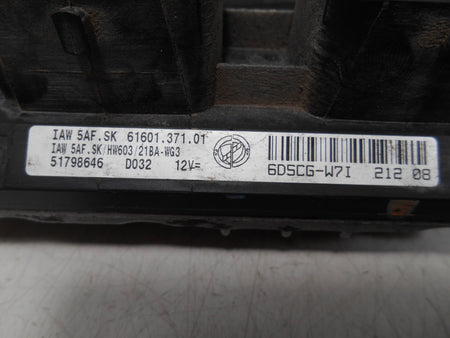 IAW 5AF.SK 61601.371.01
IAW 5AF.SK/HW603/21BA-WG3
51798646 D032 12V=
6DSCG-W7I 212 08